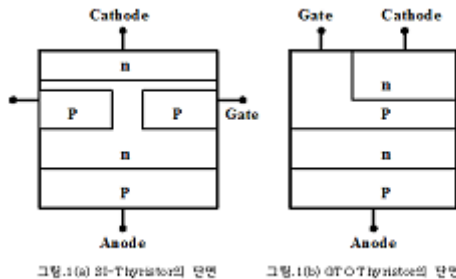 Cathode
n
P P
Gate
n
P
Anode
그림.1(a) SI-Thyristor의 단면
Gate Cathode
n
P
n
P
Anode
그림.1(b) GTO Thyristor의 단면